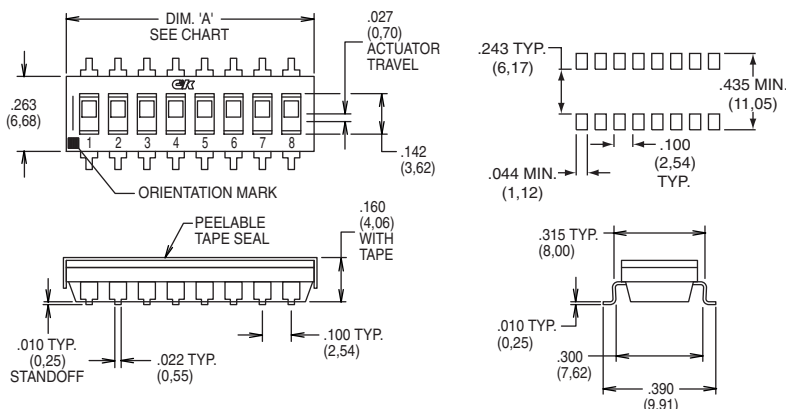 DIM. 'A'
SEE CHART
.027
(0,70)
ACTUATOR
TRAVEL
.263
(6,68)
C&K
1 2 3 4 5 6 7 8
.142
(3,62)
ORIENTATION MARK
.243 TYP.
(6,17)
.435 MIN.
(11,05)
.100
(2,54)
TYP.
.044 MIN.
(1,12)
PEELABLE
TAPE SEAL
.160
(4,06)
WITH
TAPE
.010 TYP.
(0,25)
STANDOFF
.022 TYP.
(0,55)
.100 TYP.
(2,54)
.315 TYP.
(8,00)
.010 TYP.
(0,25)
.300
(7,62)
.390
(9,91)